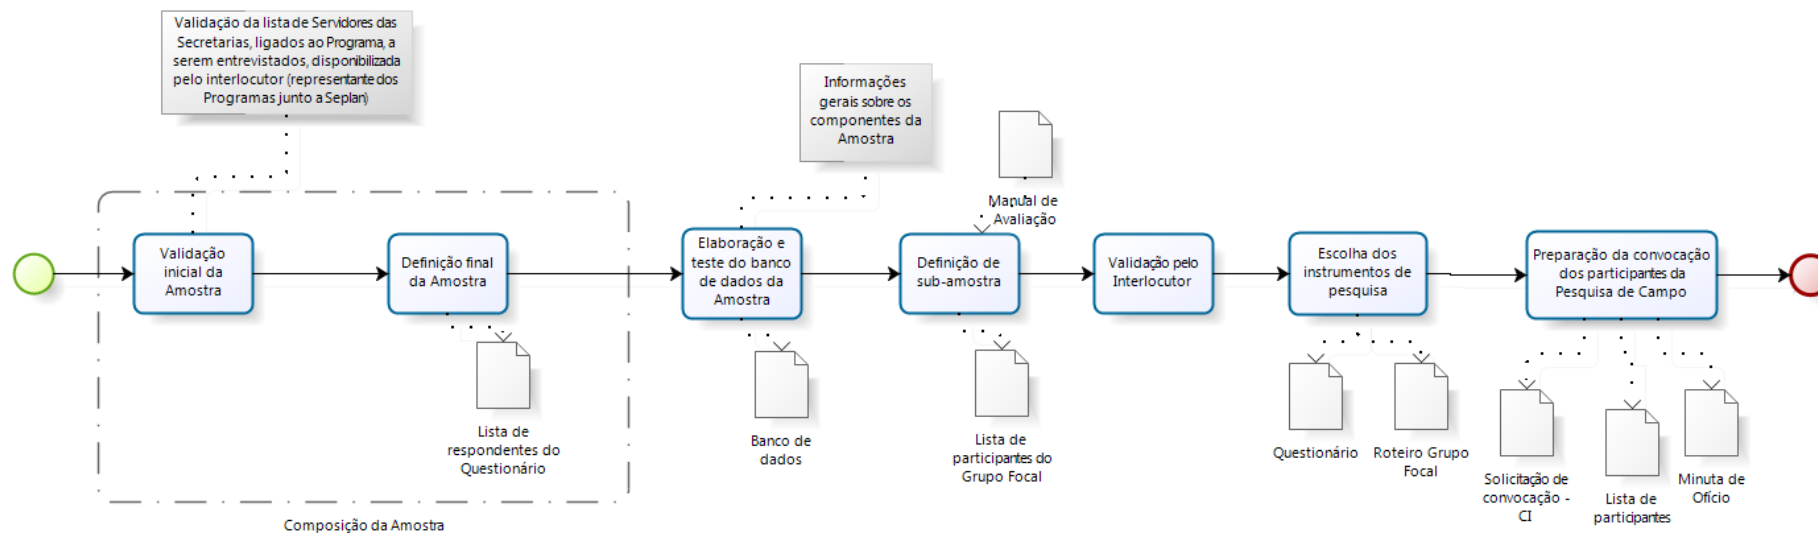 Validação da lista de Servidores das
Secretarias, ligados ao Programa, a
serem entrevistados, disponibilizada
pelo interlocutor (representante dos
Programas junto a Seplan)
Informações
gerais sobre os
componentes da
Amostra
Manual de
Avaliação
Validação
inicial da
Amostra
Definição final
da Amostra
Elaboração e
teste do banco
de dados da
Amostra
Definição de
sub-amostra
Validação pelo
Interlocutor
Escolha dos
instrumentos de
pesquisa
Preparação da convocação
dos participantes da
Pesquisa de Campo
Lista de
respondentes do
Questionário
Banco de
dados
Lista de
participantes do
Grupo Focal
Questionário
Roteiro Grupo
Focal
Solicitação de
convocação -
CI
Lista de
participantes
Minuta de
Ofício
Composição da Amostra